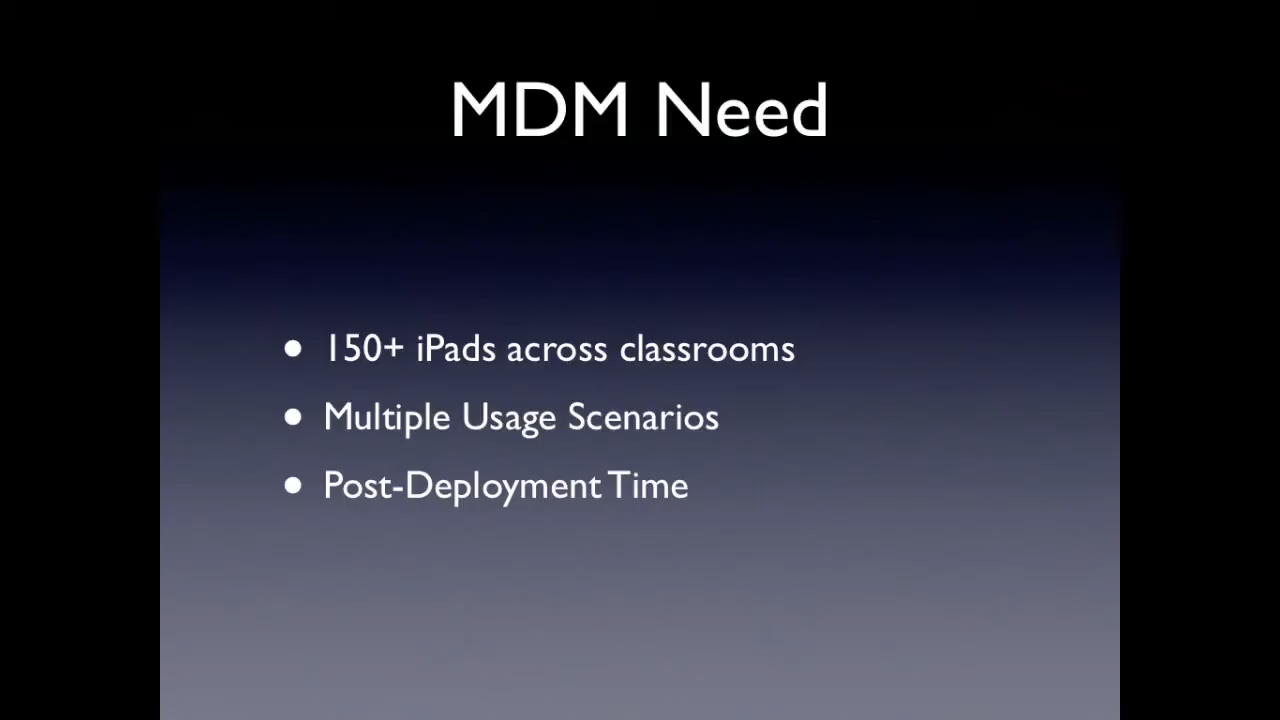 MDM Need
• 150+ iPads across classrooms
• Multiple Usage Scenarios
• Post-Deployment Time